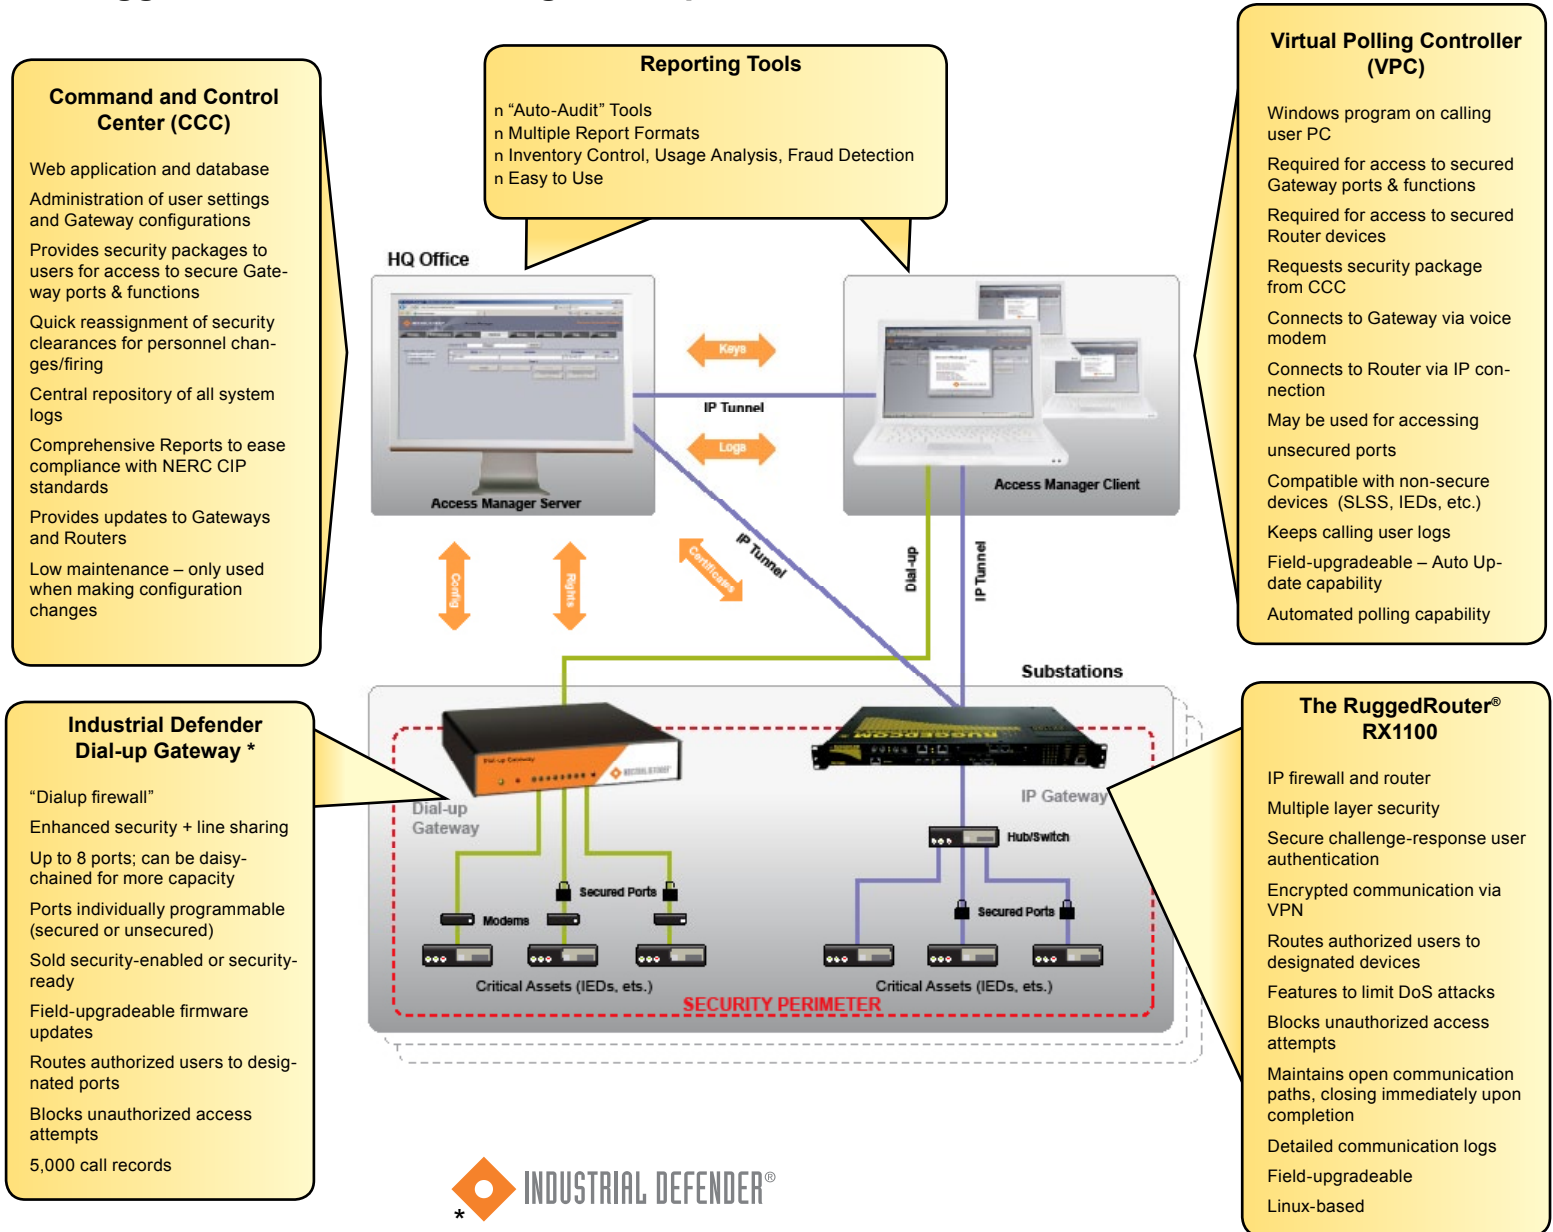 Virtual Polling Controller
(VPC)
Windows program on calling
user PC
Required for access to secured
Gateway ports & functions
Required for access to secured
Router devices
Requests security package
from CCC
Connects to Gateway via voice
modem
Connects to Router via IP con-
nection
May be used for accessing
unsecured ports
Compatible with non-secure
devices (SLSS, IEDs, etc.)
Keeps calling user logs
Field-upgradeable – Auto Up-
date capability
Automated polling capability
Reporting Tools
n “Auto-Audit” Tools
n Multiple Report Formats
n Inventory Control, Usage Analysis, Fraud Detection
n Easy to Use
Command and Control
Center (CCC)
Web application and database
Administration of user settings
and Gateway configurations
Provides security packages to
users for access to secure Gate-
way ports & functions
Quick reassignment of security
clearances for personnel chan-
ges/firing
Central repository of all system
logs
Comprehensive Reports to ease
compliance with NERC CIP
standards
Provides updates to Gateways
and Routers
Low maintenance – only used
when making configuration
changes
HQ Office
Keys
IP Tunnel
Logs
Access Manager Server
Access Manager Client
Config
Rights
Certificates
IP Tunnel
Dial-up
IP Tunnel
Substations
Industrial Defender
Dial-up Gateway *
“Dialup firewall”
Enhanced security + line sharing
Up to 8 ports; can be daisy-
chained for more capacity
Ports individually programmable
(secured or unsecured)
Sold security-enabled or security-
ready
Field-upgradeable firmware
updates
Routes authorized users to desig-
nated ports
Blocks unauthorized access
attempts
5,000 call records
Dial-up Gateway
INDUSTRIAL DEFENDER
RUGGEDCOM
Dial-up
Gateway
IP Gateway
Hub/Switch
Secured Ports
Modems
Secured Ports
Critical Assets (IEDs, ets.)
Critical Assets (IEDs, ets.)
SECURITY PERIMETER
The RuggedRouter®
RX1100
IP firewall and router
Multiple layer security
Secure challenge-response user
authentication
Encrypted communication via
VPN
Routes authorized users to
designated devices
Features to limit DoS attacks
Blocks unauthorized access
attempts
Maintains open communication
paths, closing immediately upon
completion
Detailed communication logs
Field-upgradeable
Linux-based
* INDUSTRIAL DEFENDER®